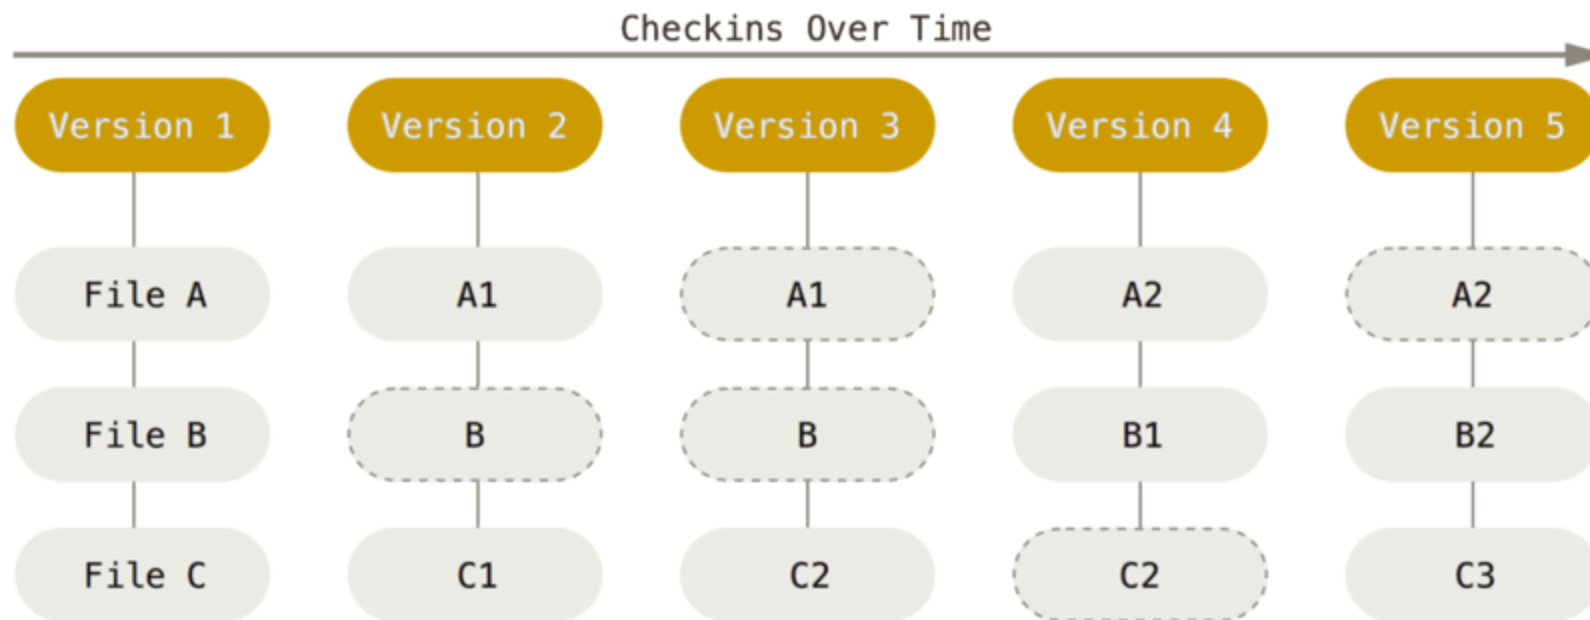 Checkins Over Time
Version 1 Version 2 Version 3 Version 4 Version 5
File A A1 A1 A2 A2
File B B B B1 B2
File C C1 C2 C2 C3